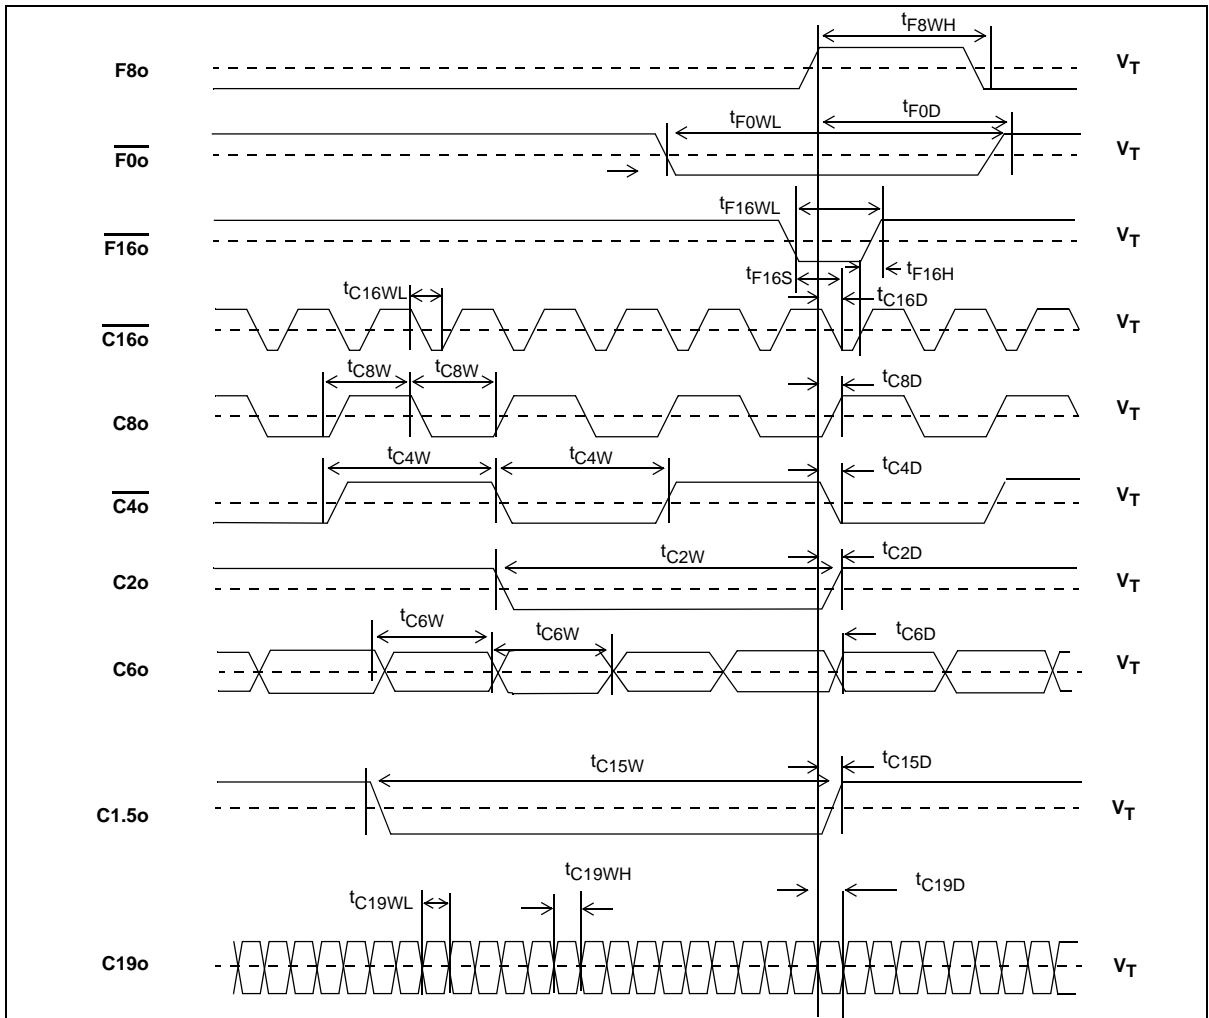 tF8WH
F8o VT
tF0D
tF0WL
F0o VT
tF16WL
F16o VT
tF16S tF16H
tC16WL tC16D
C16o VT
tC8W tC8W tC8D
C8o VT
tC4W tC4W tC4D
C4o VT
tC2W tC2D
C2o VT
tC6W tC6W tC6D
C6o VT
tC15W tC15D
C1.5o VT
tC19WL tC19WH tC19D
C19o VT